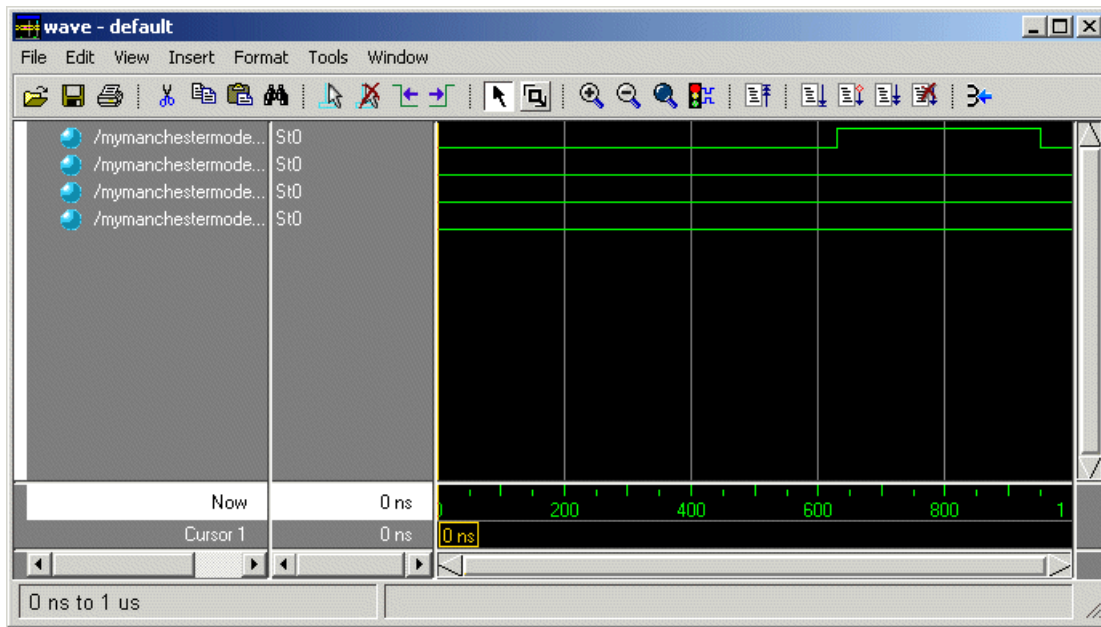 wave - default
File Edit View Insert Format Tools Window
/mymanchestermode... St0
/mymanchestermode... St0
/mymanchestermode... St0
/mymanchestermode... St0
Now 0 ns 200 400 600 800 1
Cursor 1 0 ns 0 ns
0 ns to 1 us